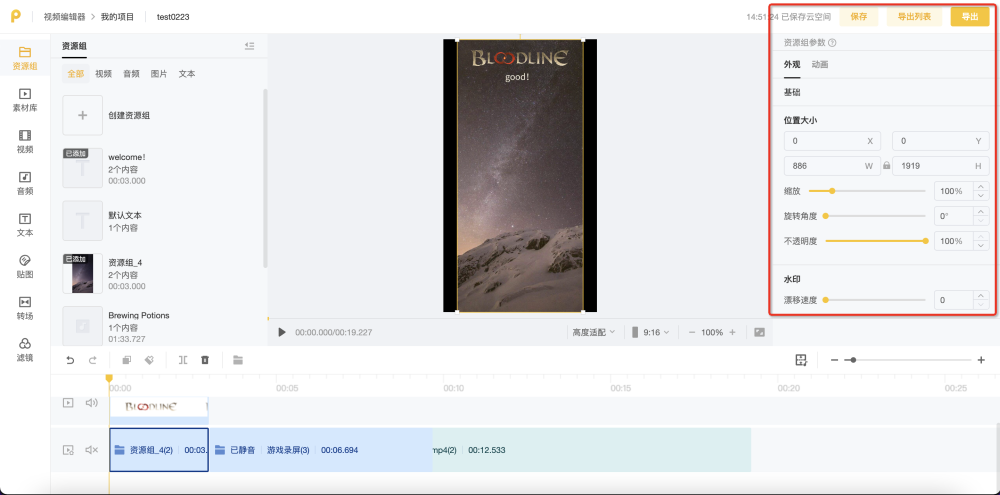 视频编辑器 > 我的项目 test0223
14:51:24 已保存云空间 保存 导出列表 导出
资源组
素材库
视频
音频
文本
贴图
转场
滤镜
资源组
全部 视频 音频 图片 文本
创建资源组
已添加
welcome!
2个内容
00:03.000
默认文本
1个内容
已添加
资源组_4
2个内容
00:03.000
Brewing Potions
1个内容
01:33.727
BLOODLINE
good!
00:00.000/00:19.227 高度适配 9:16 100%
资源组参数
外观 动画
基础
位置大小
0 X 0 Y
886 W 1919 H
缩放 100%
旋转角度 0°
不透明度 100%
水印
漂移速度 0
00:00 00:05 00:10 00:15 00:20 00:25
BLOODLINE
资源组_4(2) 00:03. 已静音 游戏录屏(3) 00:06.694 mp4(2) 00:12.533